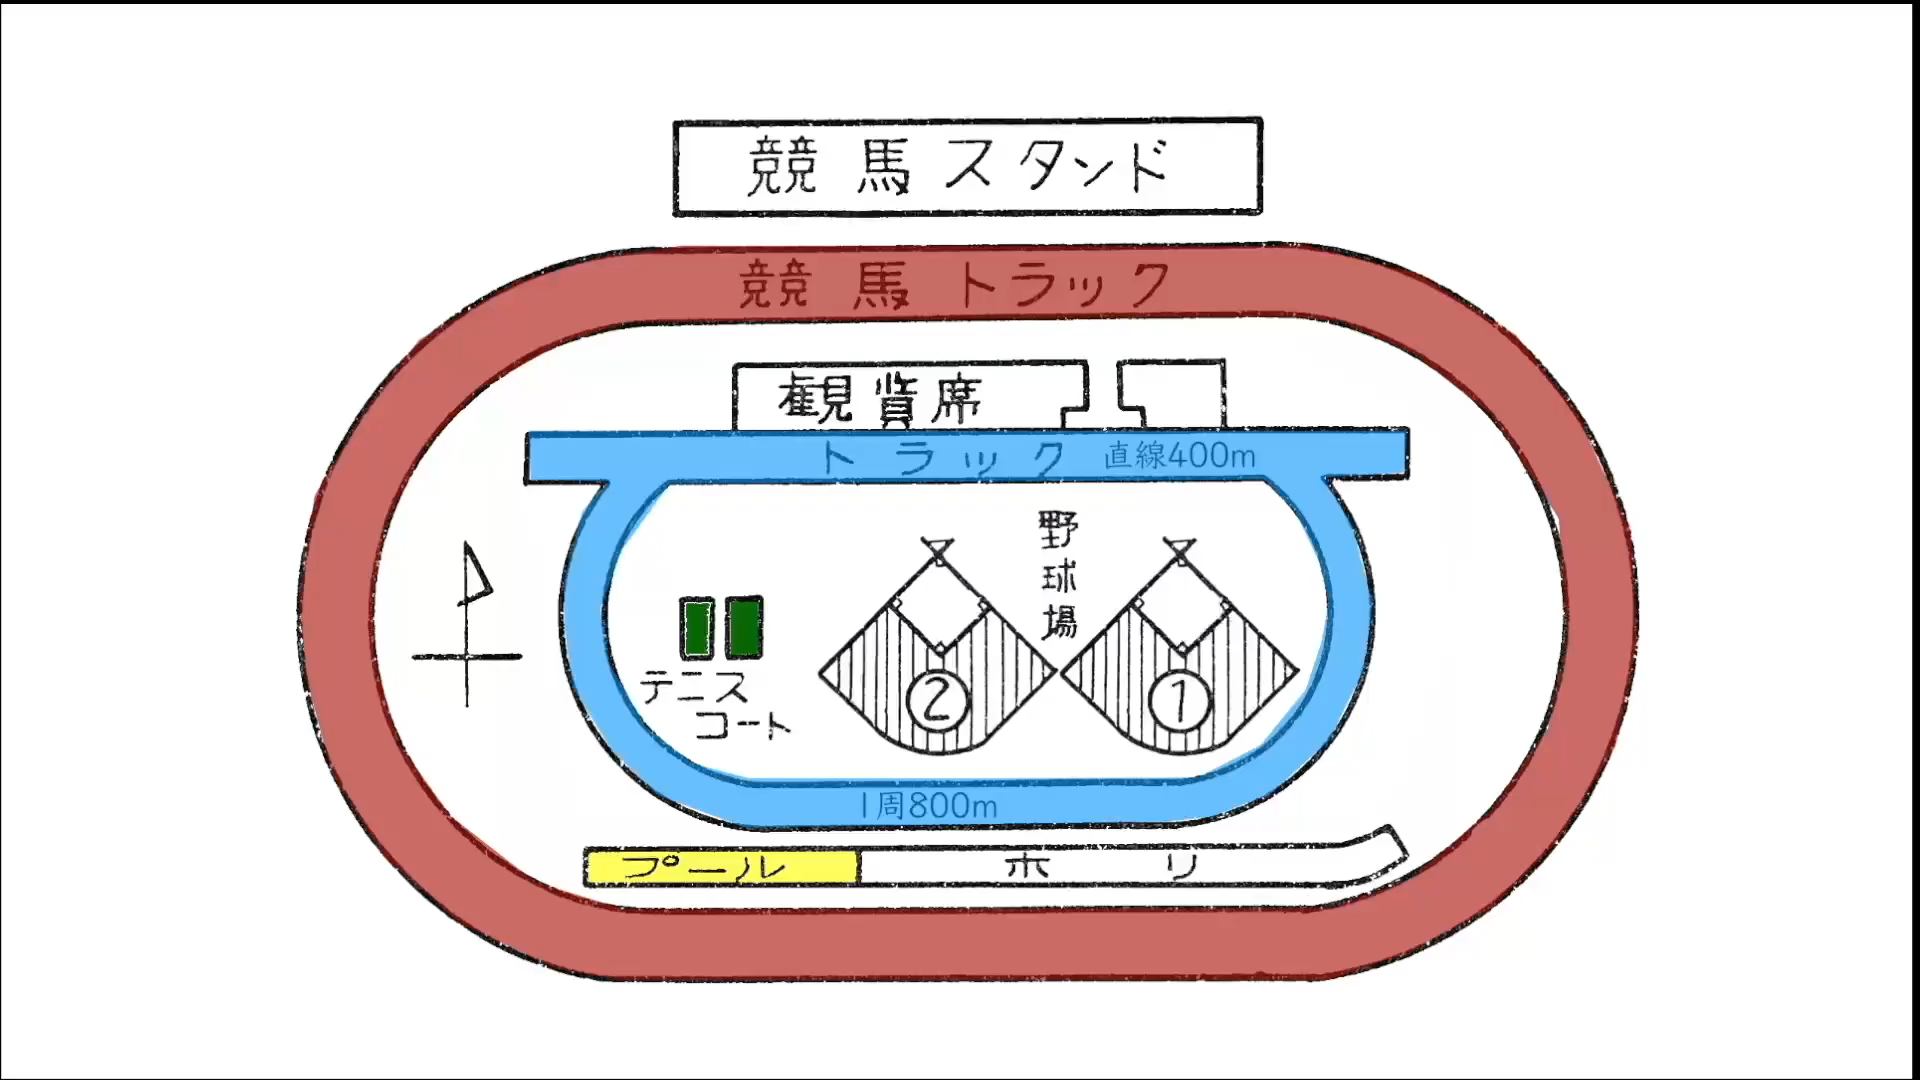 競馬スタンド
競馬トラック
観覧席
トラック 直線400m
野球場
テニス
コート
②
①
1周800m
プール
ホリ